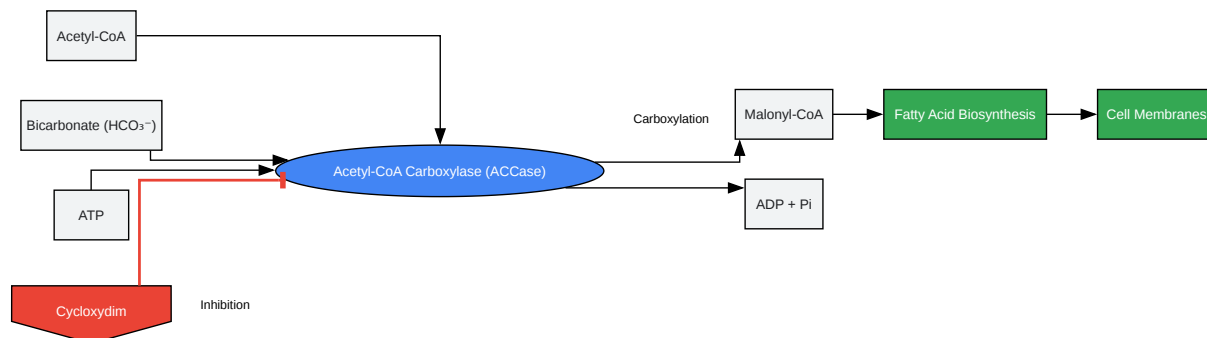 Acetyl-CoA
Bicarbonate (HCO₃⁻)
ATP
Cycloxydim
Inhibition
Acetyl-CoA Carboxylase (ACCase)
Carboxylation
Malonyl-CoA
ADP + Pi
Fatty Acid Biosynthesis
Cell Membranes